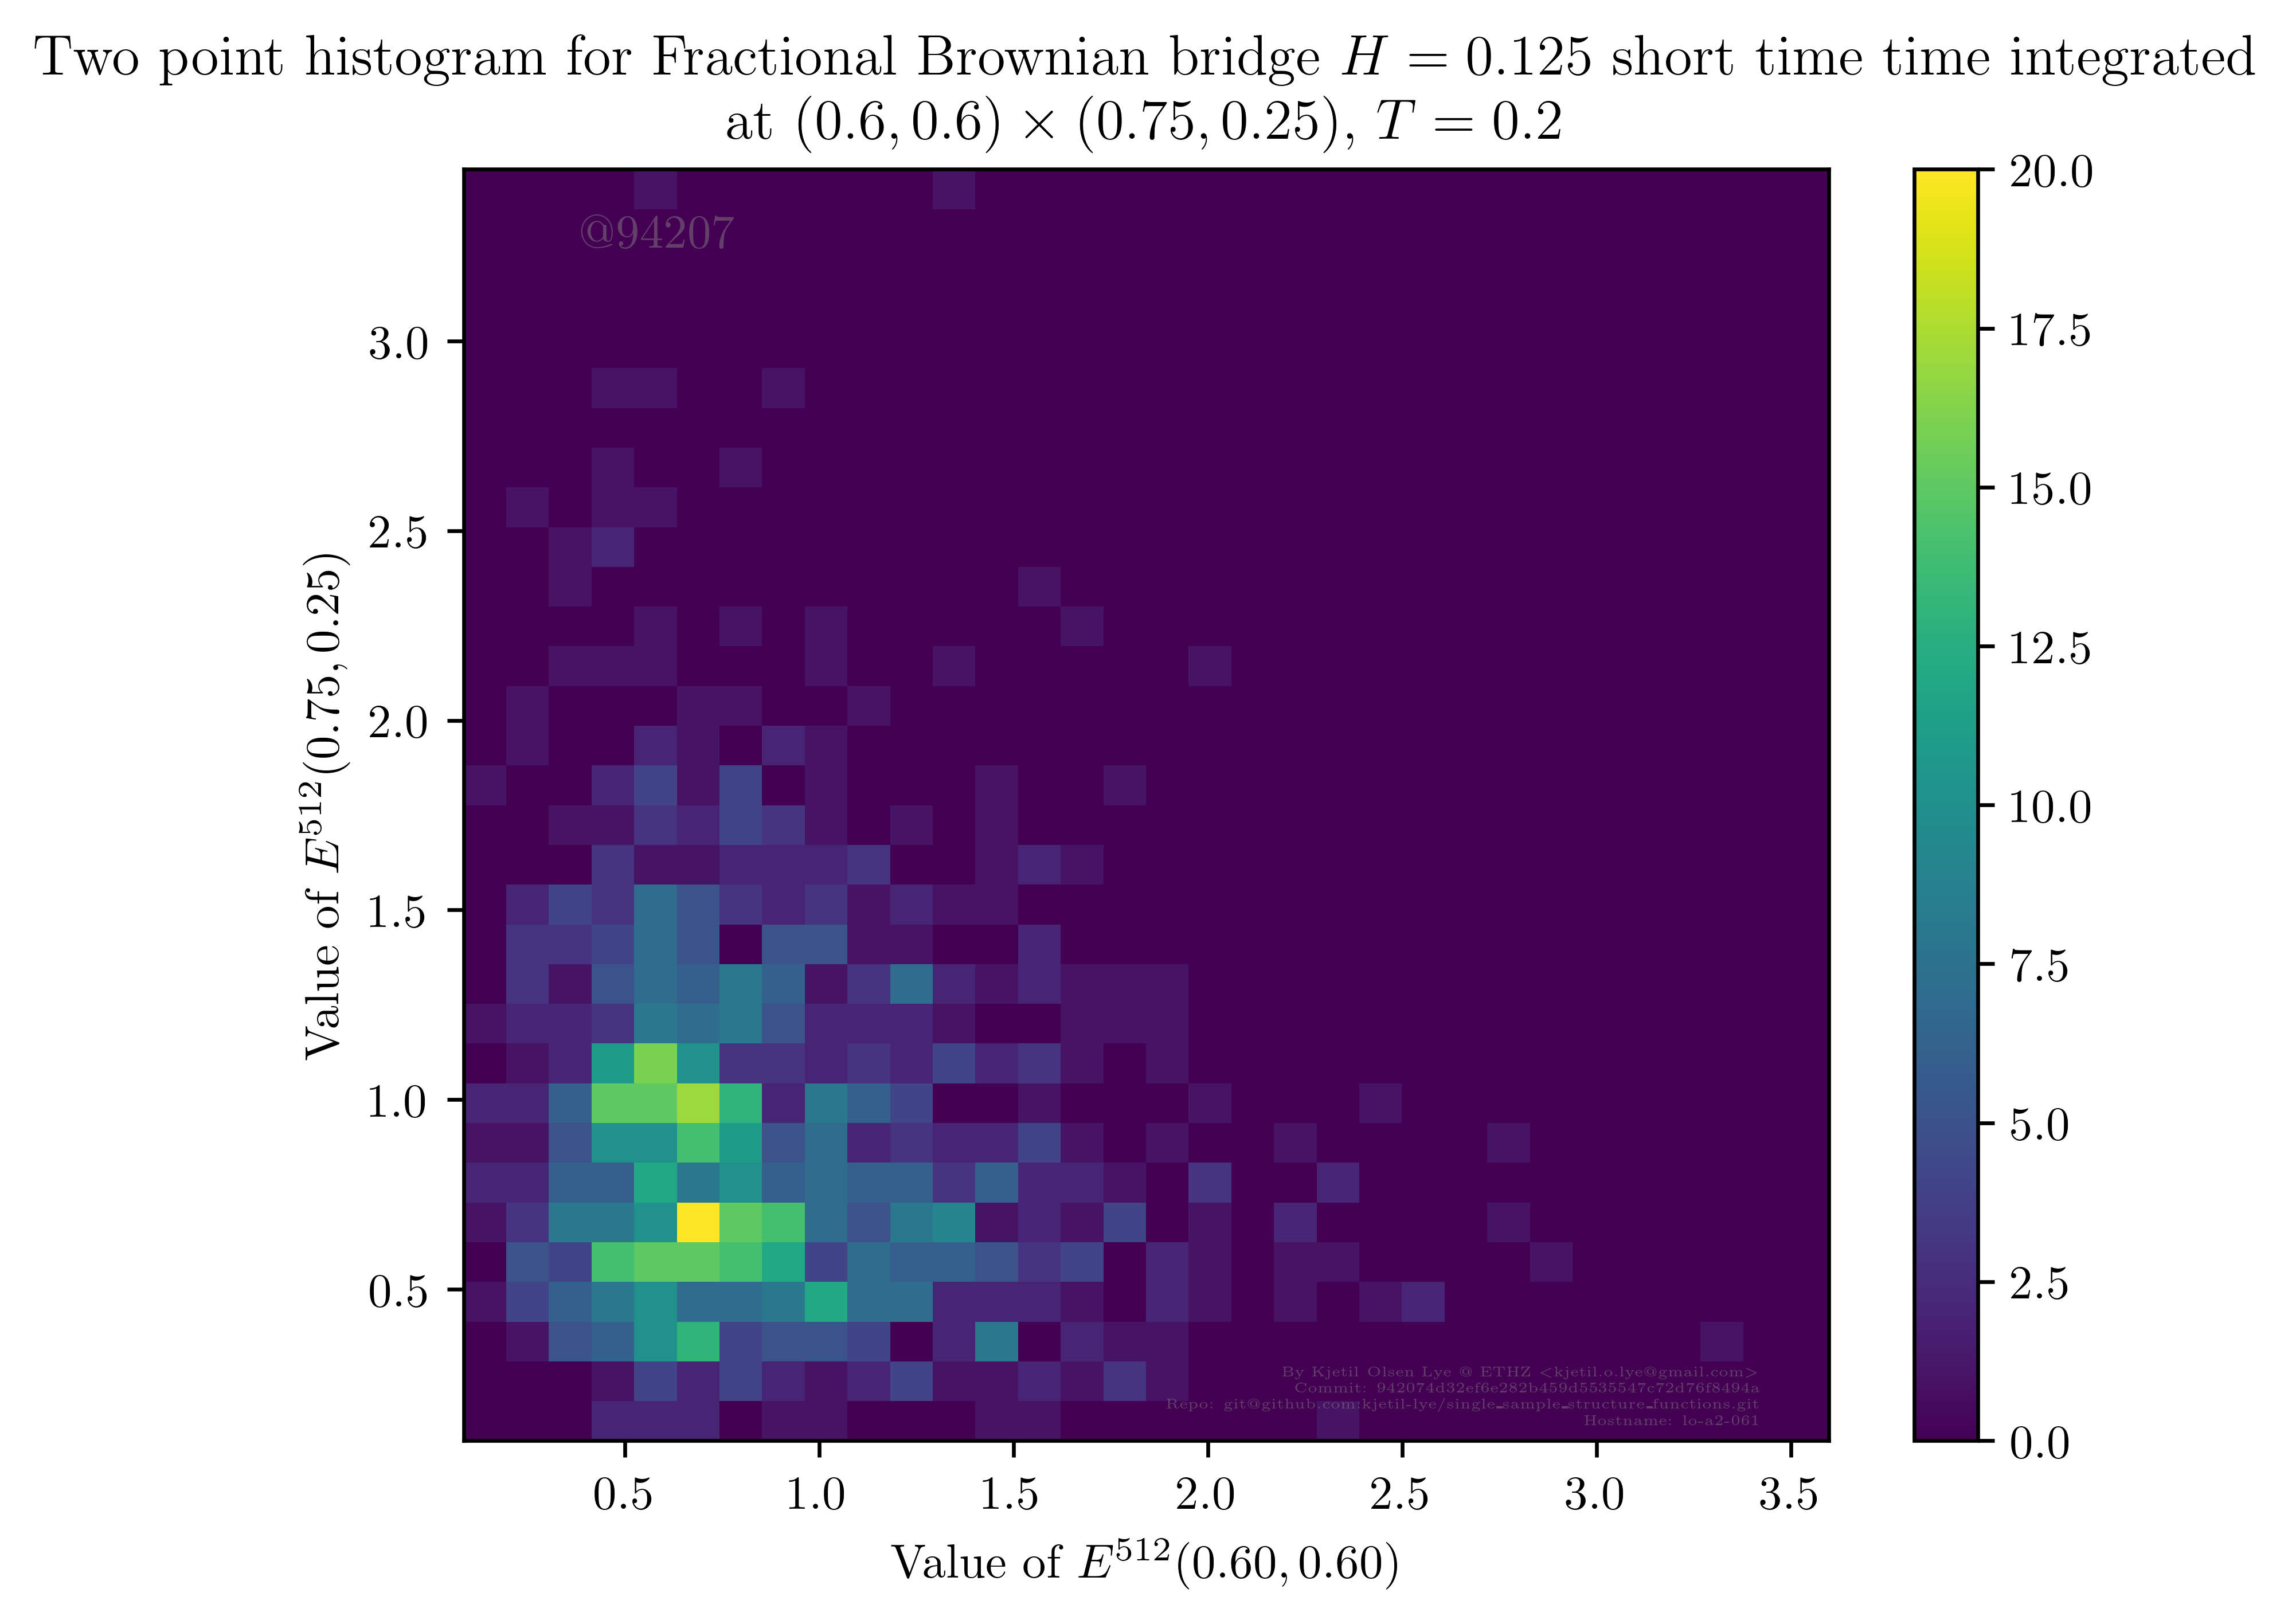 Two point histogram for Fractional Brownian bridge H = 0.125 short time time integrated
at (0.6, 0.6) × (0.75, 0.25), T = 0.2
@94207
Value of E^512(0.75, 0.25)
3.0
2.5
2.0
1.5
1.0
0.5
0.5 1.0 1.5 2.0 2.5 3.0 3.5
Value of E^512(0.60, 0.60)
20.0
17.5
15.0
12.5
10.0
7.5
5.0
2.5
0.0
By Kjetil Olsen Lye @ ETHZ <kjetil.o.lye@gmail.com>
Commit: 942074d32ef6e282b459d5535547c72d76f8494a
Repo: git@github.com:kjetil-lye/single_sample_structure_functions.git
Hostname: lo-a2-061